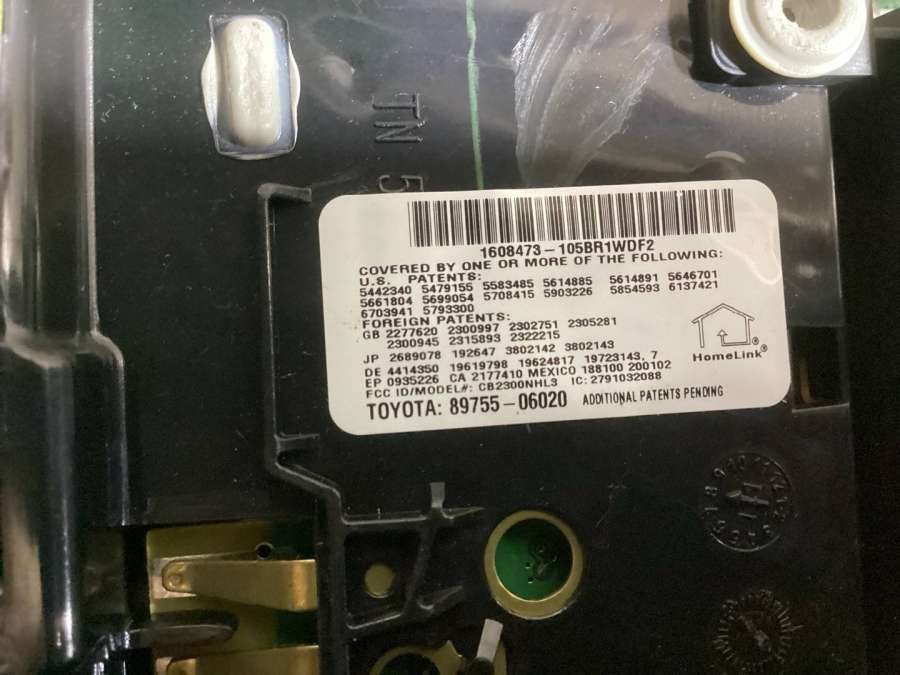 TN 5
1608473-105BR1WDF2
COVERED BY ONE OR MORE OF THE FOLLOWING:
U.S. PATENTS:
5442340 5479155 5583485 5614885 5614891 5646701
5661804 5699054 5708415 5903226 5854593 6137421
6703941 5793300
FOREIGN PATENTS:
GB 2277620 2300997 2302751 2305281
2300945 2315893 2322215
JP 2689078 192647 3802142 3802143
DE 4414350 19619798 19624817 19723143, 7
EP 0935226 CA 2177410 MEXICO 188100 200102
FCC ID/MODEL#: CB2300NHL3 IC: 2791032088
TOYOTA: 89755-06020 ADDITIONAL PATENTS PENDING
HomeLink®